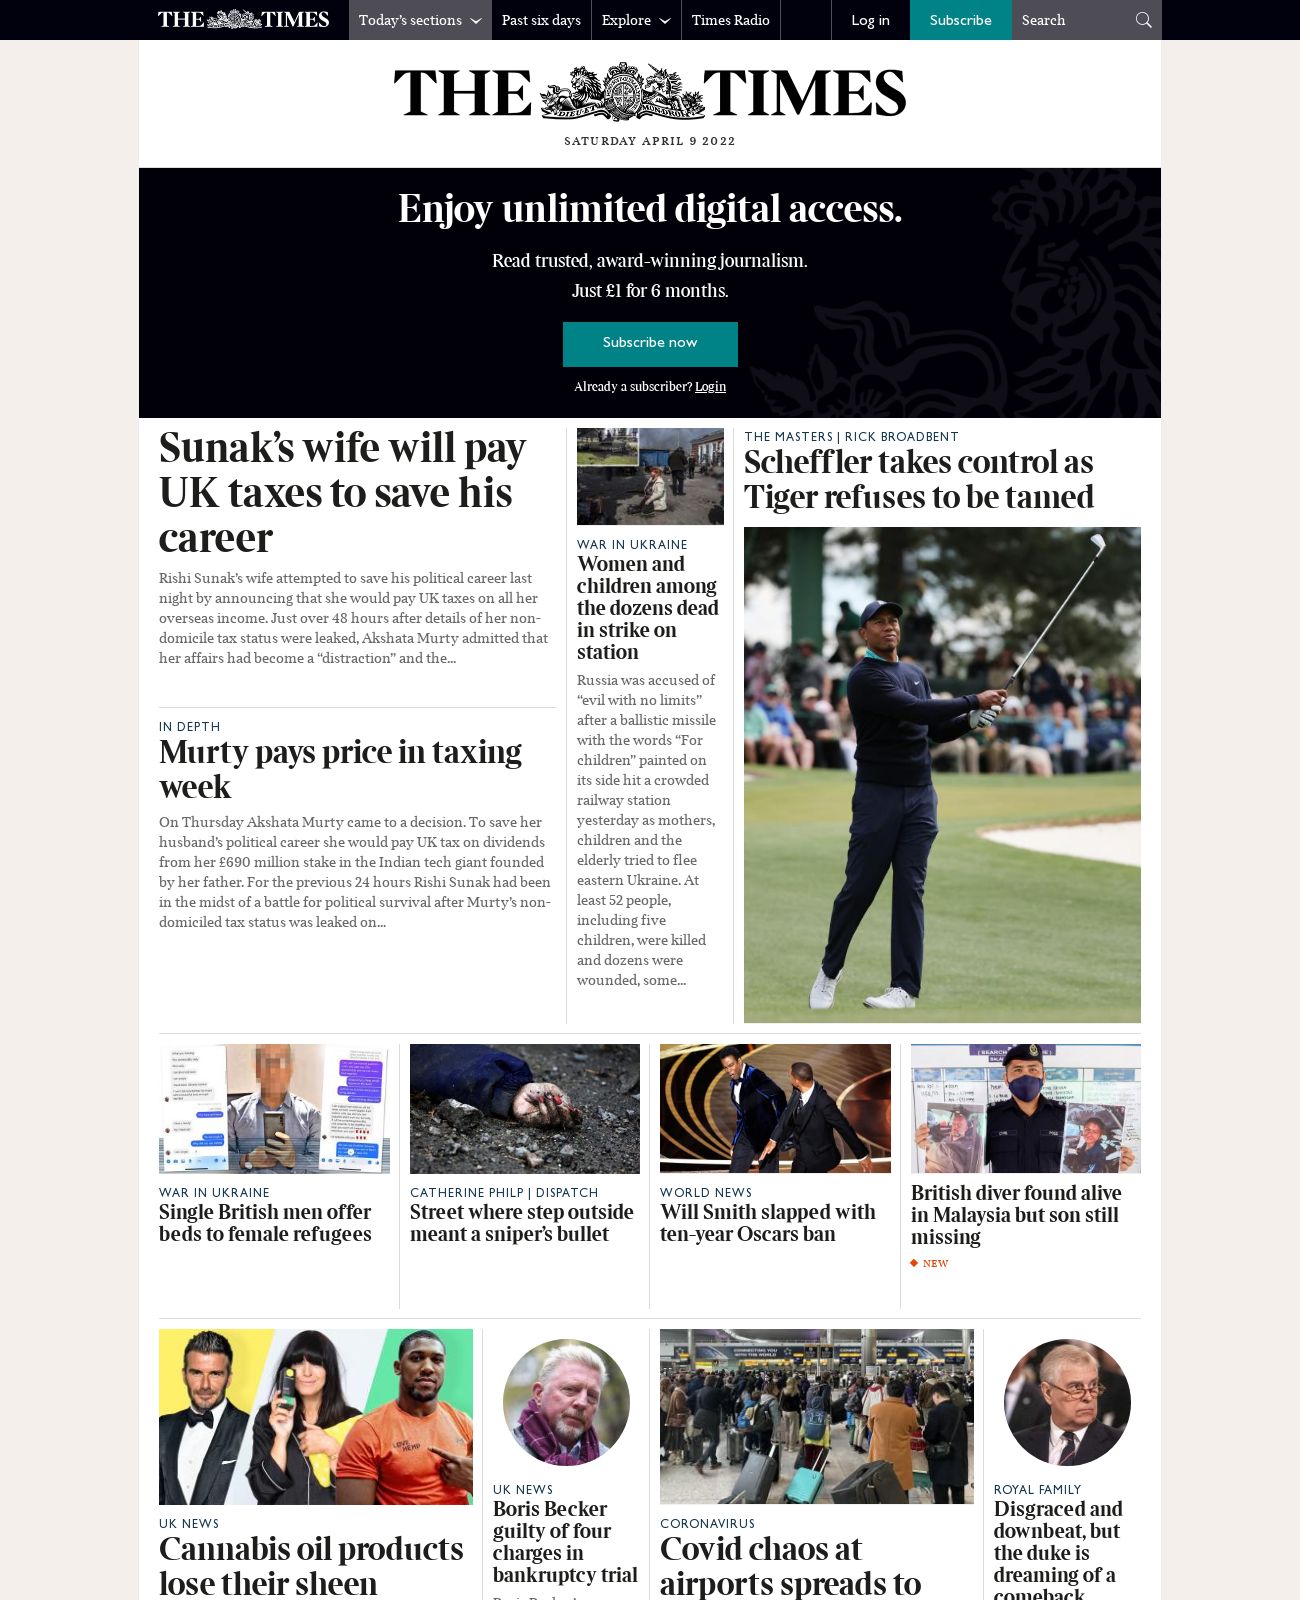 THE TIMES
Today's sections
Past six days
Explore
Times Radio
Log in
Subscribe
Search
THE TIMES
DIEU ET MON DROIT
SATURDAY APRIL 9 2022
Enjoy unlimited digital access.
Read trusted, award-winning journalism.
Just £1 for 6 months.
Subscribe now
Already a subscriber? Login
Sunak’s wife will pay
UK taxes to save his
career
Rishi Sunak’s wife attempted to save his political career last
night by announcing that she would pay UK taxes on all her
overseas income. Just over 48 hours after details of her non-
domicile tax status were leaked, Akshata Murty admitted that
her affairs had become a “distraction” and the...
IN DEPTH
Murty pays price in taxing
week
On Thursday Akshata Murty came to a decision. To save her
husband’s political career she would pay UK tax on dividends
from her £690 million stake in the Indian tech giant founded
by her father. For the previous 24 hours Rishi Sunak had been
in the midst of a battle for political survival after Murty’s non-
domiciled tax status was leaked on...
WAR IN UKRAINE
Women and
children among
the dozens dead
in strike on
station
Russia was accused of
“evil with no limits”
after a ballistic missile
with the words “For
children” painted on
its side hit a crowded
railway station
yesterday as mothers,
children and the
elderly tried to flee
eastern Ukraine. At
least 52 people,
including five
children, were killed
and dozens were
wounded, some...
THE MASTERS | RICK BROADBENT
Scheffler takes control as
Tiger refuses to be tamed
WAR IN UKRAINE
Single British men offer
beds to female refugees
CATHERINE PHILP | DISPATCH
Street where step outside
meant a sniper’s bullet
WORLD NEWS
Will Smith slapped with
ten-year Oscars ban
British diver found alive
in Malaysia but son still
missing
NEW
LOVE
HEMP
UK NEWS
Cannabis oil products
lose their sheen
UK NEWS
Boris Becker
guilty of four
charges in
bankruptcy trial
CONNECTING YOU
WITH THE WORLD
CORONAVIRUS
Covid chaos at
airports spreads to
ROYAL FAMILY
Disgraced and
downbeat, but
the duke is
dreaming of a
comeback